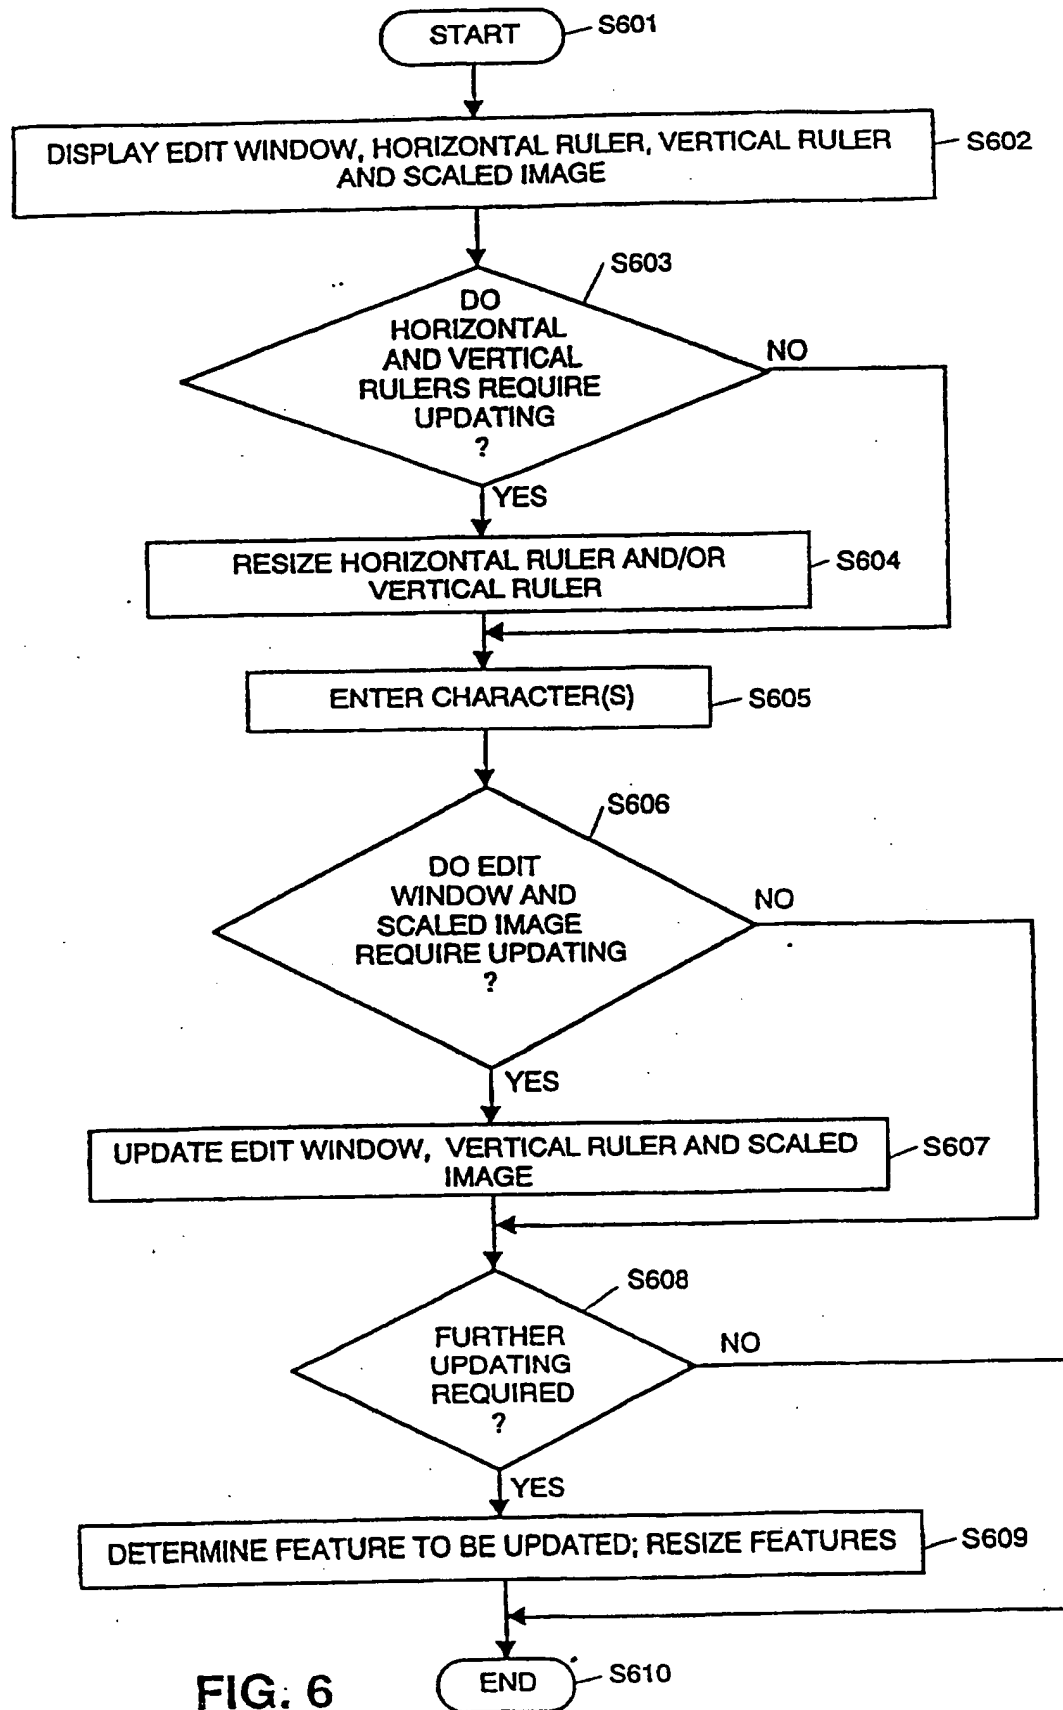 START
S601
DISPLAY EDIT WINDOW, HORIZONTAL RULER, VERTICAL RULER
AND SCALED IMAGE
S602
S603
DO
HORIZONTAL
AND VERTICAL
RULERS REQUIRE
UPDATING
?
NO
YES
RESIZE HORIZONTAL RULER AND/OR
VERTICAL RULER
S604
ENTER CHARACTER(S)
S605
S606
DO EDIT
WINDOW AND
SCALED IMAGE
REQUIRE UPDATING
?
NO
YES
UPDATE EDIT WINDOW, VERTICAL RULER AND SCALED
IMAGE
S607
S608
FURTHER
UPDATING
REQUIRED
?
NO
YES
DETERMINE FEATURE TO BE UPDATED; RESIZE FEATURES
S609
END
S610
FIG. 6